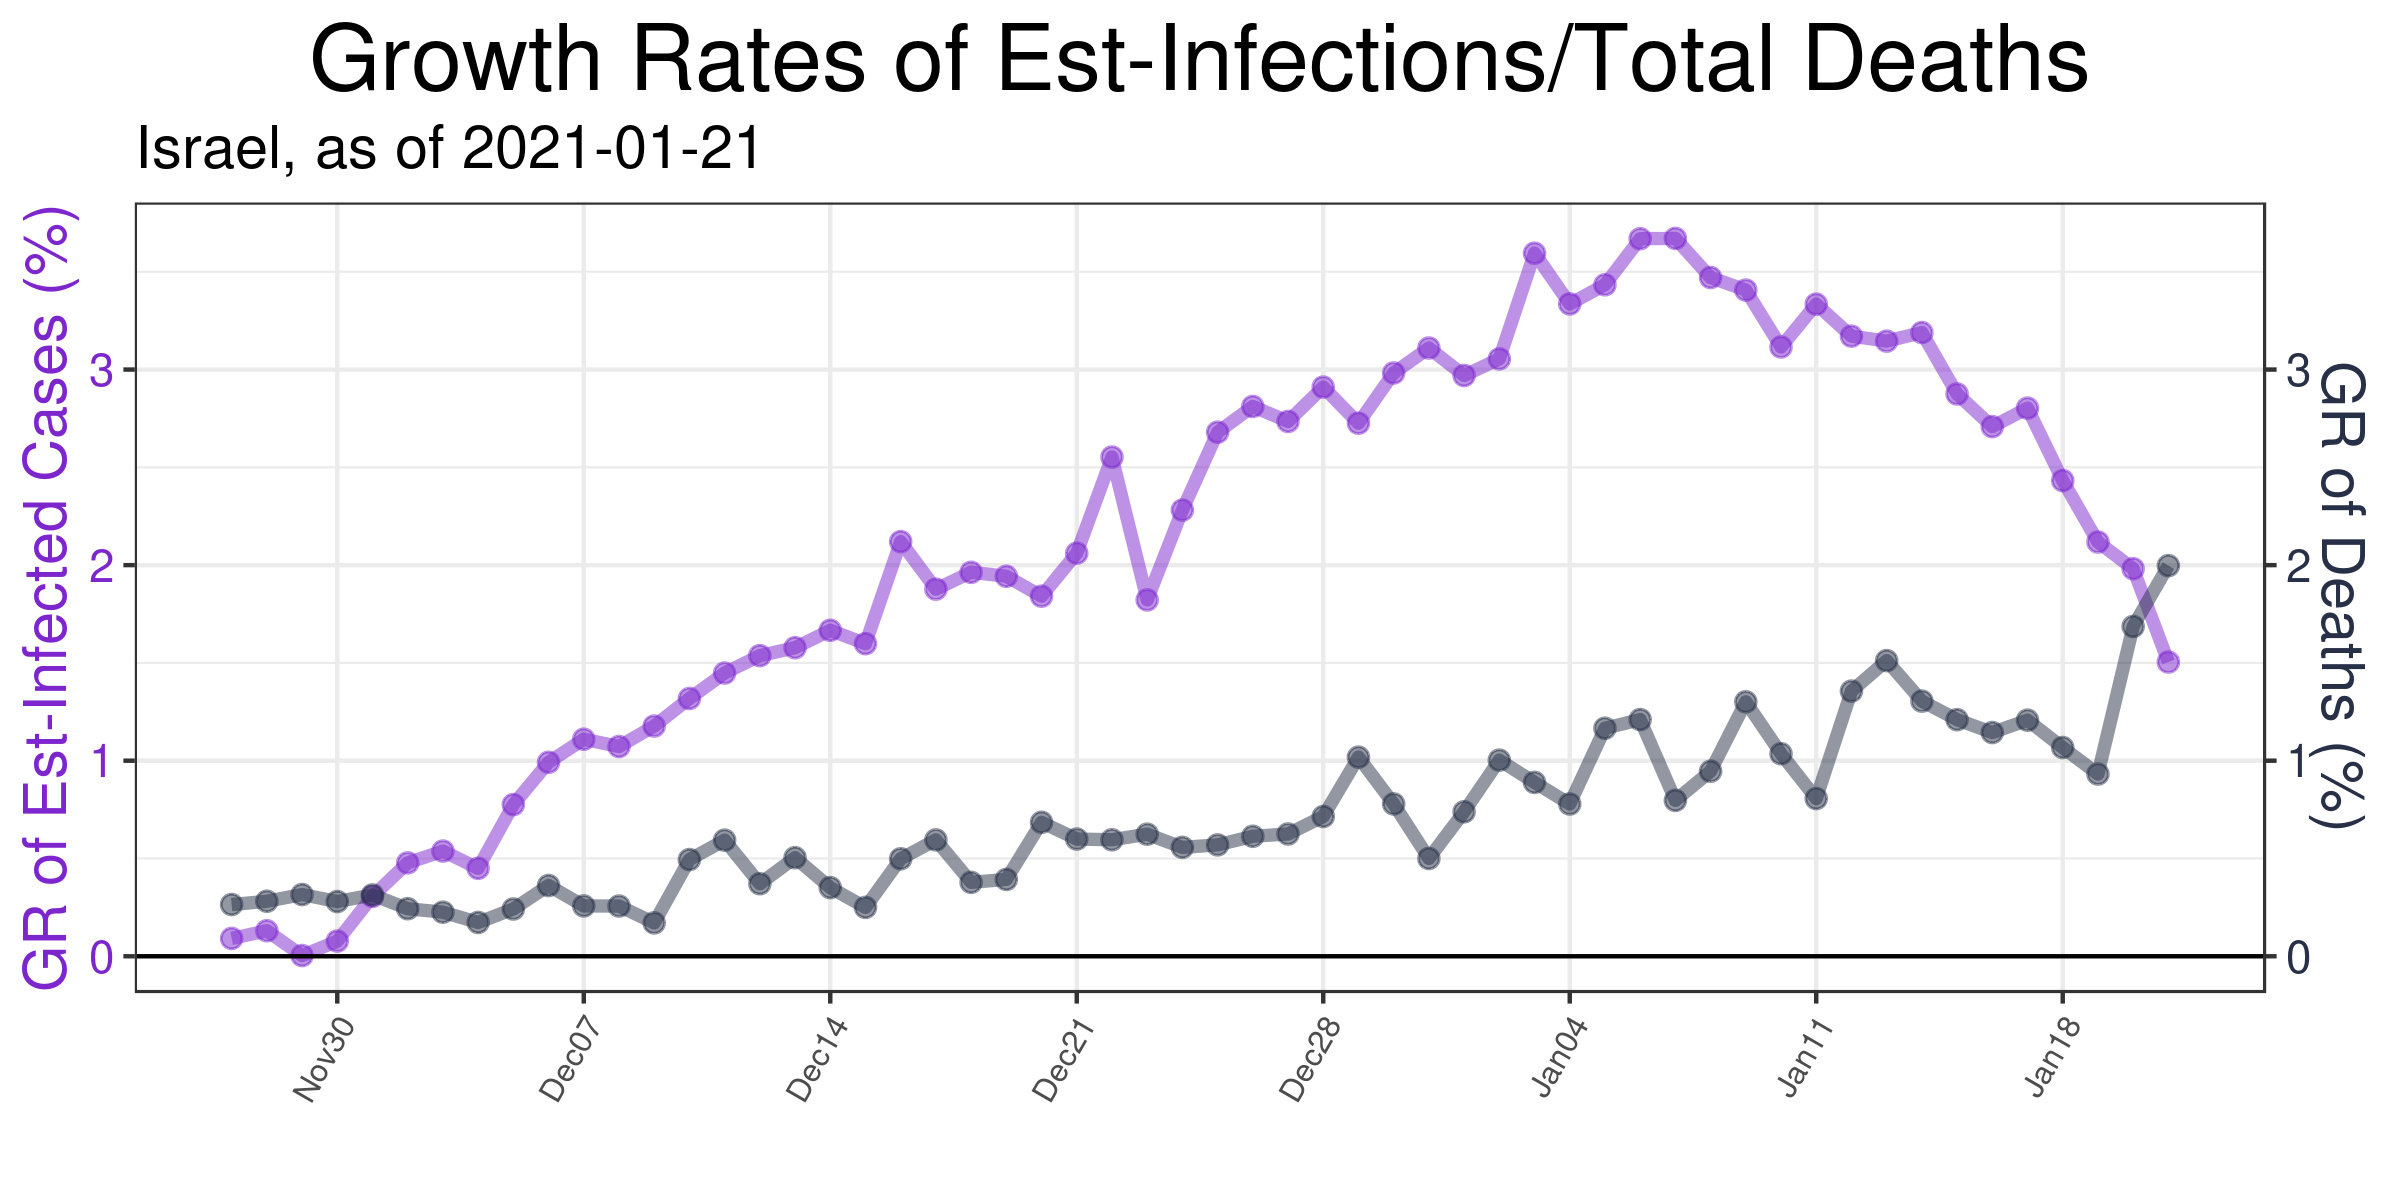 Growth Rates of Est-Infections/Total Deaths
Israel, as of 2021-01-21
GR of Est-Infected Cases (%)
3
2
1
0
3
2
1
0
GR of Deaths (%)
Nov30
Dec07
Dec14
Dec21
Dec28
Jan04
Jan11
Jan18